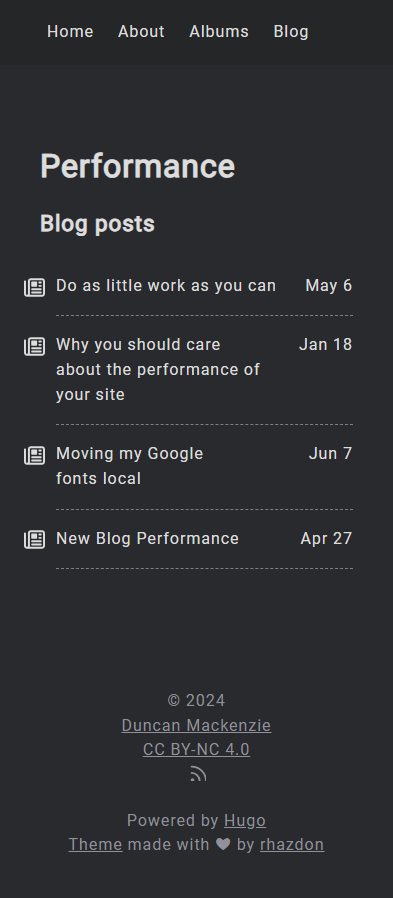 Home About Albums Blog
Performance
Blog posts
Do as little work as you can May 6
Why you should care Jan 18
about the performance of
your site
Moving my Google Jun 7
fonts local
New Blog Performance Apr 27
© 2024
Duncan Mackenzie
CC BY-NC 4.0
Powered by Hugo
Theme made with ♥ by rhazdon